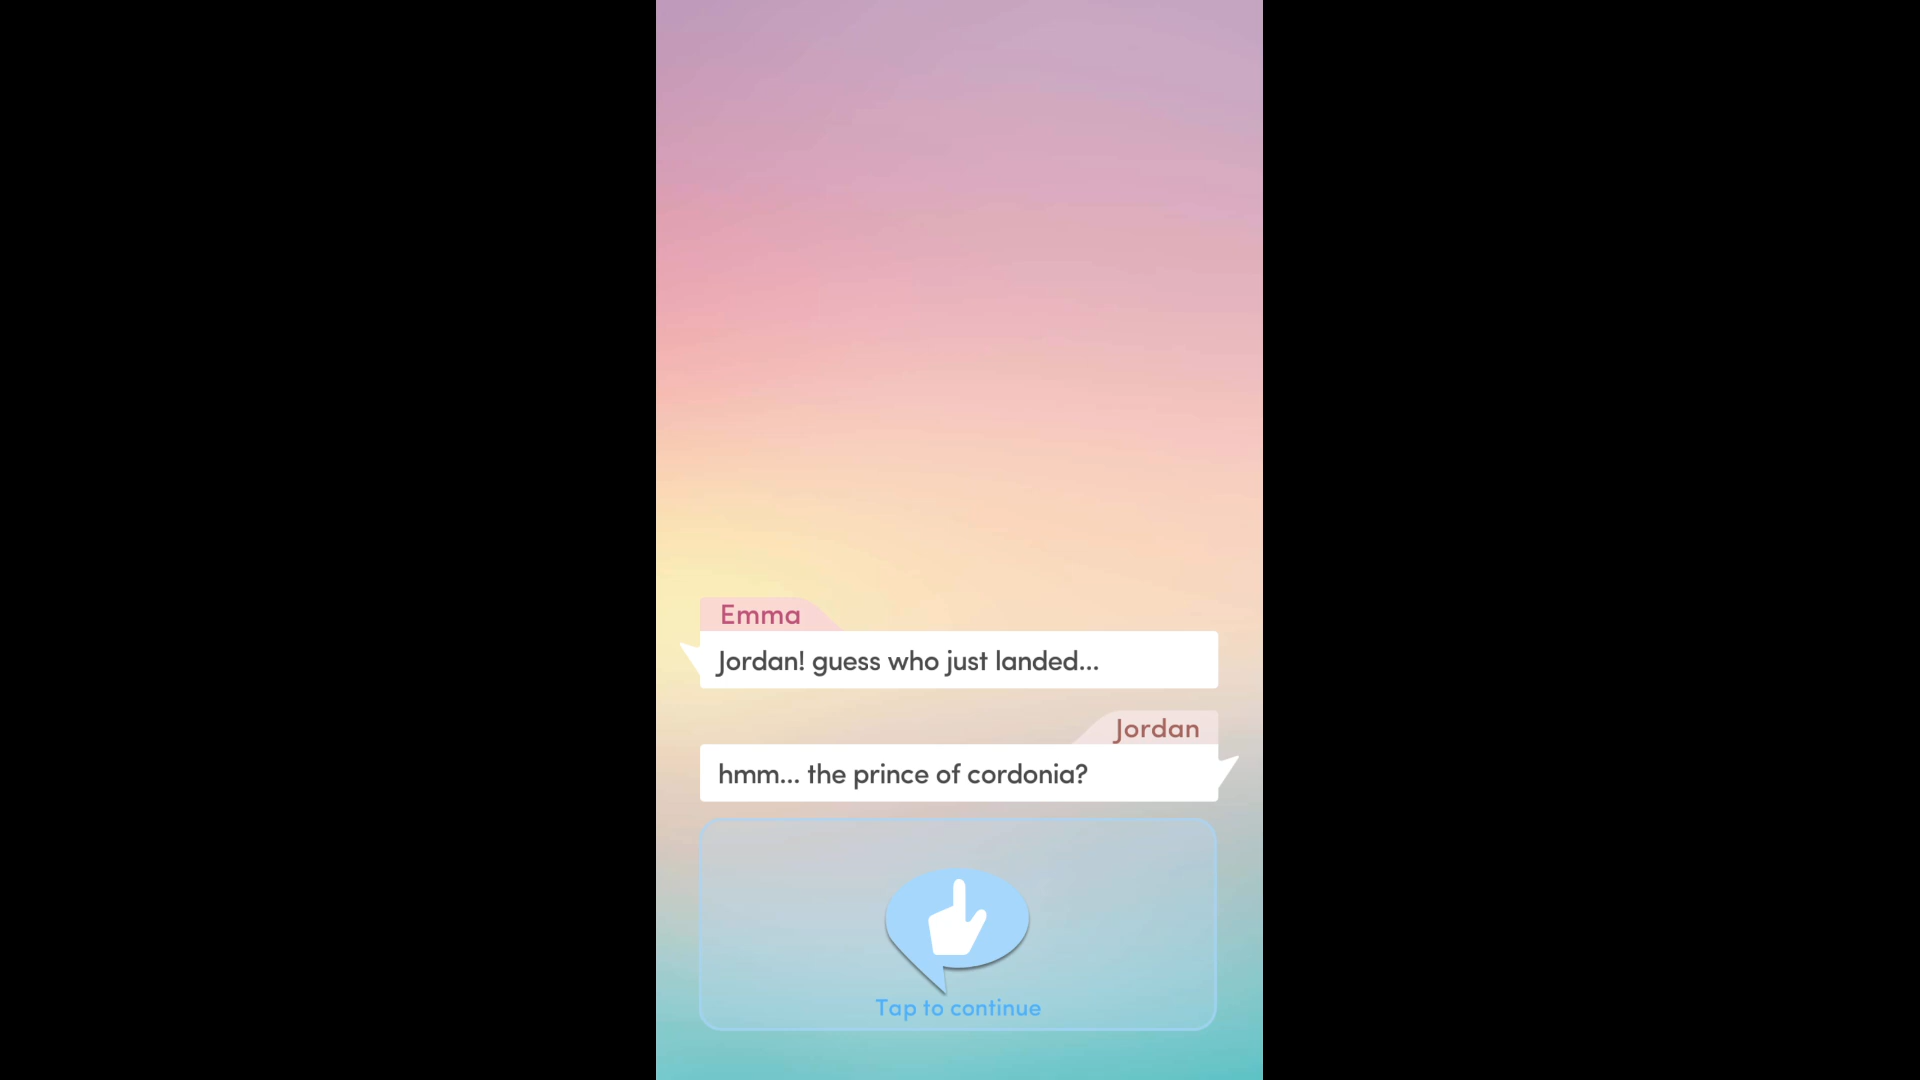 Emma
Jordan! guess who just landed...
Jordan
hmm... the prince of cordonia?
Tap to continue